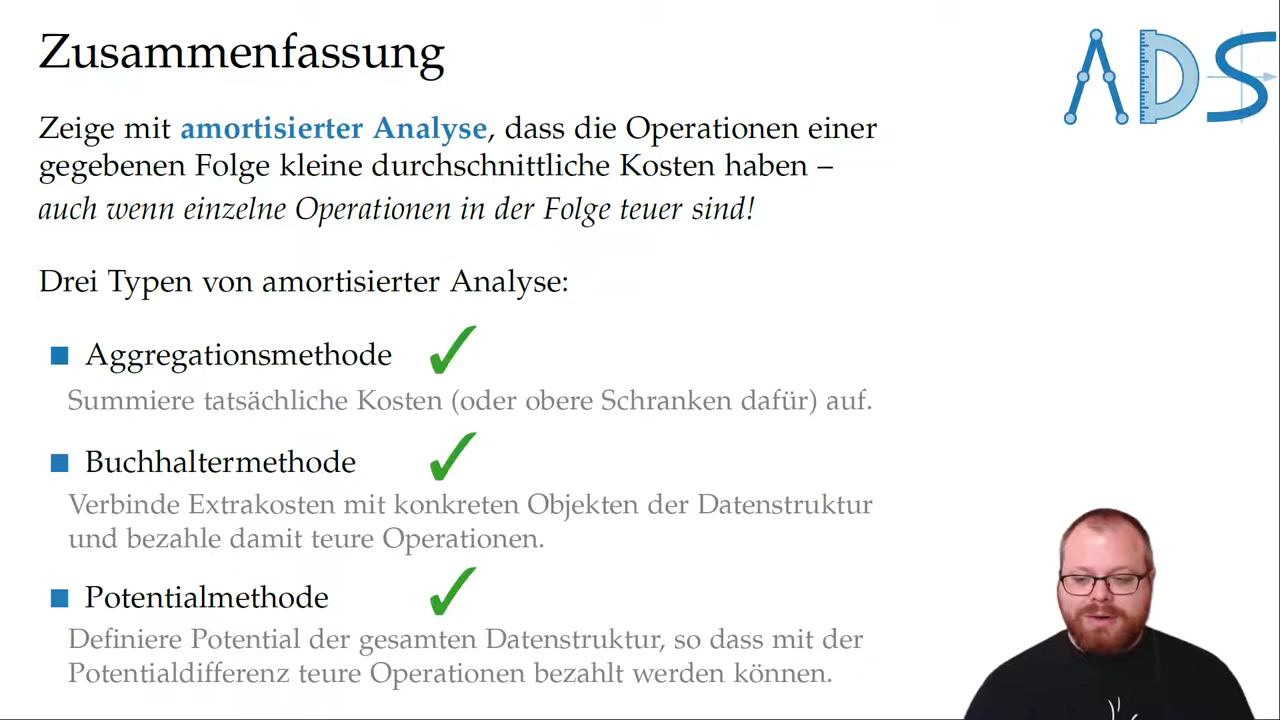 Zusammenfassung
ADS
Zeige mit amortisierter Analyse, dass die Operationen einer
gegebenen Folge kleine durchschnittliche Kosten haben –
auch wenn einzelne Operationen in der Folge teuer sind!
Drei Typen von amortisierter Analyse:
Aggregationsmethode
Summiere tatsächliche Kosten (oder obere Schranken dafür) auf.
Buchhaltermethode
Verbinde Extrakosten mit konkreten Objekten der Datenstruktur
und bezahle damit teure Operationen.
Potentialmethode
Definiere Potential der gesamten Datenstruktur, so dass mit der
Potentialdifferenz teure Operationen bezahlt werden können.